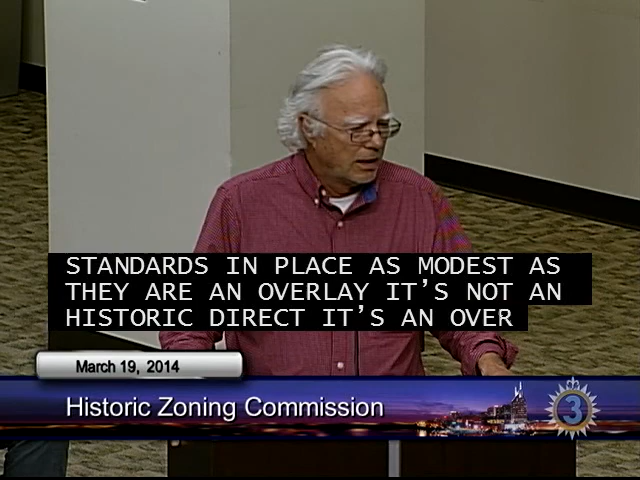 STANDARDS IN PLACE AS MODEST AS
THEY ARE AN OVERLAY IT'S NOT AN
HISTORIC DIRECT IT'S AN OVER
March 19, 2014
Historic Zoning Commission
3